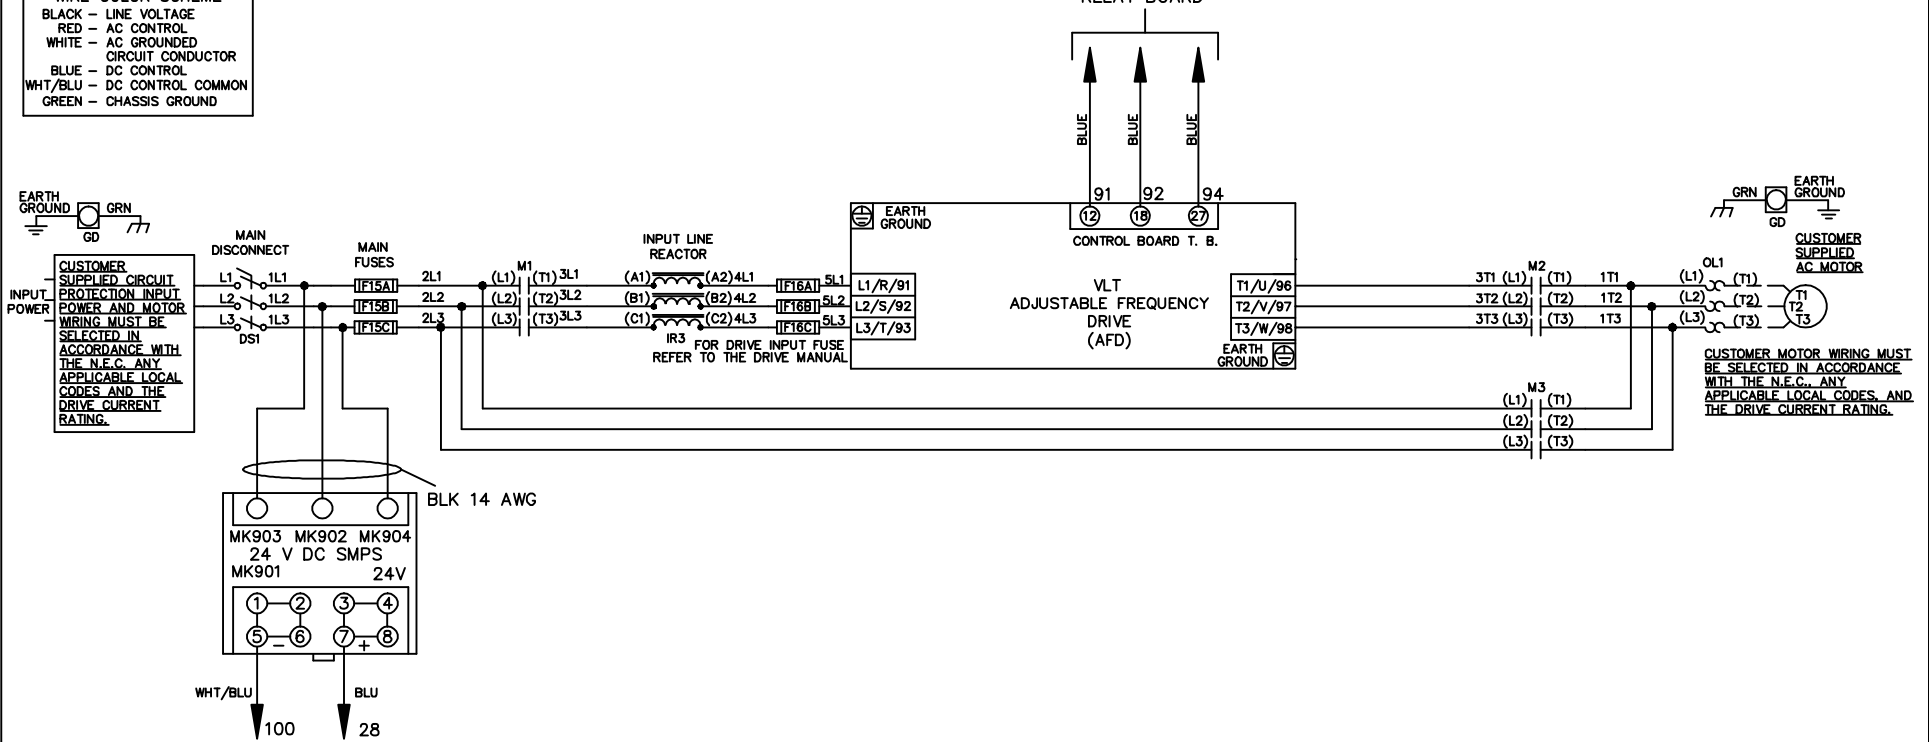 WIRE COLOR SCHEME
BLACK – LINE VOLTAGE
RED – AC CONTROL
WHITE – AC GROUNDED
CIRCUIT CONDUCTOR
BLUE – DC CONTROL
WHT/BLU – DC CONTROL COMMON
GREEN – CHASSIS GROUND
RELAY BOARD
BLUE
BLUE
BLUE
91
92
94
12
18
27
CONTROL BOARD T. B.
EARTH
GROUND
GRN
GD
INPUT
POWER
CUSTOMER
SUPPLIED CIRCUIT
PROTECTION INPUT
POWER AND MOTOR
WIRING MUST BE
SELECTED IN
ACCORDANCE WITH
THE N.E.C. ANY
APPLICABLE LOCAL
CODES AND THE
DRIVE CURRENT
RATING.
MAIN
DISCONNECT
L1 1L1
L2 1L2
L3 1L3
DS1
MAIN
FUSES
F15A
F15B
F15C
2L1
2L2
2L3
M1
(L1) (T1) 3L1
(L2) (T2) 3L2
(L3) (T3) 3L3
INPUT LINE
REACTOR
(A1) (A2) 4L1
(B1) (B2) 4L2
(C1) (C2) 4L3
IR3
F16A 5L1
F16B 5L2
F16C 5L3
FOR DRIVE INPUT FUSE
REFER TO THE DRIVE MANUAL
EARTH
GROUND
L1/R/91
L2/S/92
L3/T/93
VLT
ADJUSTABLE FREQUENCY
DRIVE
(AFD)
T1/U/96
T2/V/97
T3/W/98
EARTH
GROUND
M2
3T1 (L1) (T1) 1T1
3T2 (L2) (T2) 1T2
3T3 (L3) (T3) 1T3
M3
(L1) (T1)
(L2) (T2)
(L3) (T3)
OL1
(L1) (T1)
(L2) (T2)
(L3) (T3)
T1
T2
T3
GRN
EARTH
GROUND
GD
CUSTOMER
SUPPLIED
AC MOTOR
CUSTOMER MOTOR WIRING MUST
BE SELECTED IN ACCORDANCE
WITH THE N.E.C., ANY
APPLICABLE LOCAL CODES, AND
THE DRIVE CURRENT RATING.
BLK 14 AWG
MK903 MK902 MK904
24 V DC SMPS
MK901 24V
1 2 3 4
5 – 6 7 + 8
WHT/BLU
BLU
100
28